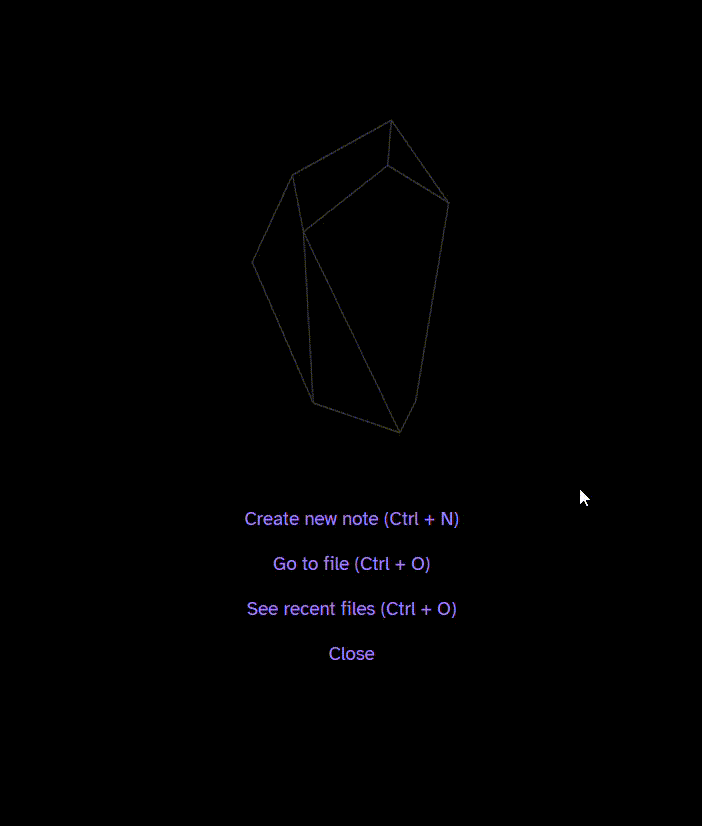 Create new note (Ctrl + N)
Go to file (Ctrl + O)
See recent files (Ctrl + O)
Close